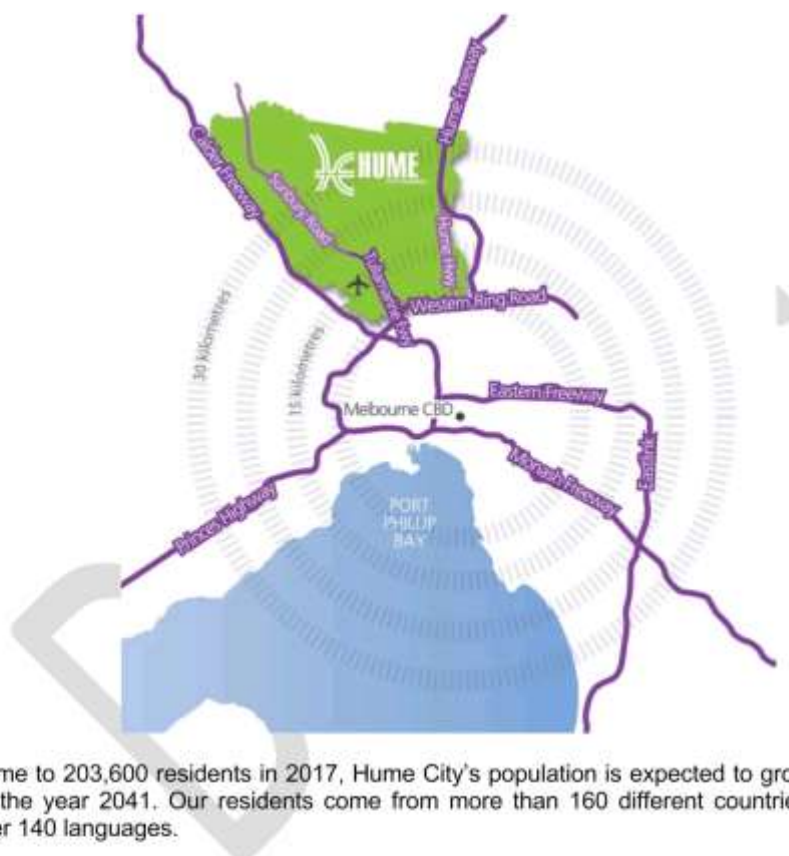 Hume Freeway
Calder Freeway
HUME
Sunbury Road
Hume Hwy
Tullamarine Fwy
Western Ring Road
30 kilometres
15 kilometres
Melbourne CBD
Eastern Freeway
Eastlink
Monash Freeway
Princes Highway
PORT
PHILLIP
BAY
me to 203,600 residents in 2017, Hume City's population is expected to gro
the year 2041. Our residents come from more than 160 different countrie
er 140 languages.